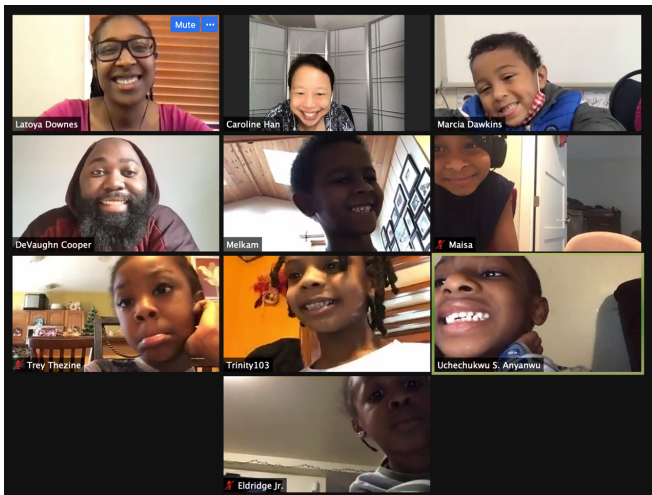 Mute ...
Latoya Downes
Caroline Han
Marcia Dawkins
DeVaughn Cooper
Melkam
Maisa
Trey Thezine
Trinity103
Uchechukwu S. Anyanwu
Eldridge Jr.